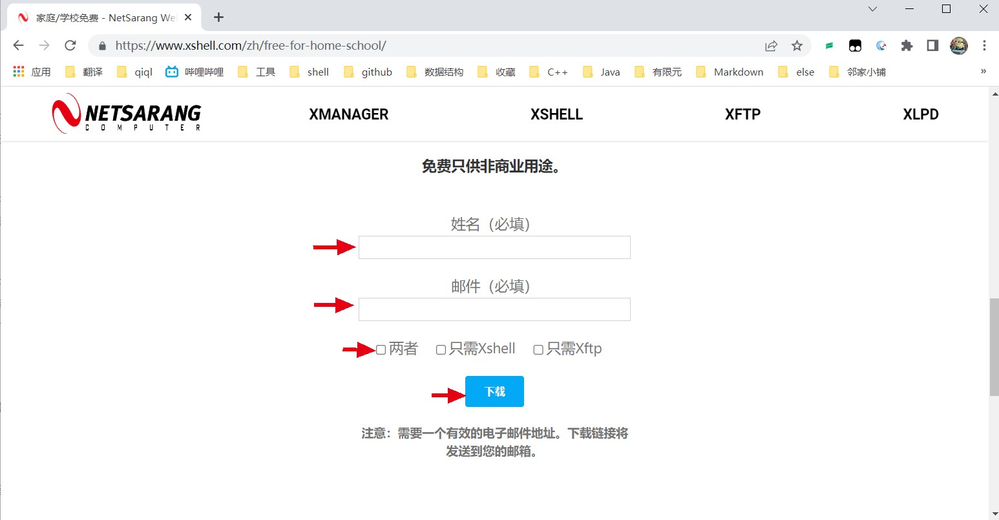 家庭/学校免费 - NetSarang We
https://www.xshell.com/zh/free-for-home-school/
应用 翻译 qiql 哔哩哔哩 工具 shell github 数据结构 收藏 C++ Java 有限元 Markdown else 邻家小铺 »
NETSARANG XMANAGER XSHELL XFTP XLPD
COMPUTER
免费只供非商业用途。
姓名（必填）
邮件（必填）
两者 只需Xshell 只需Xftp
下载
注意：需要一个有效的电子邮件地址。下载链接将
发送到您的邮箱。